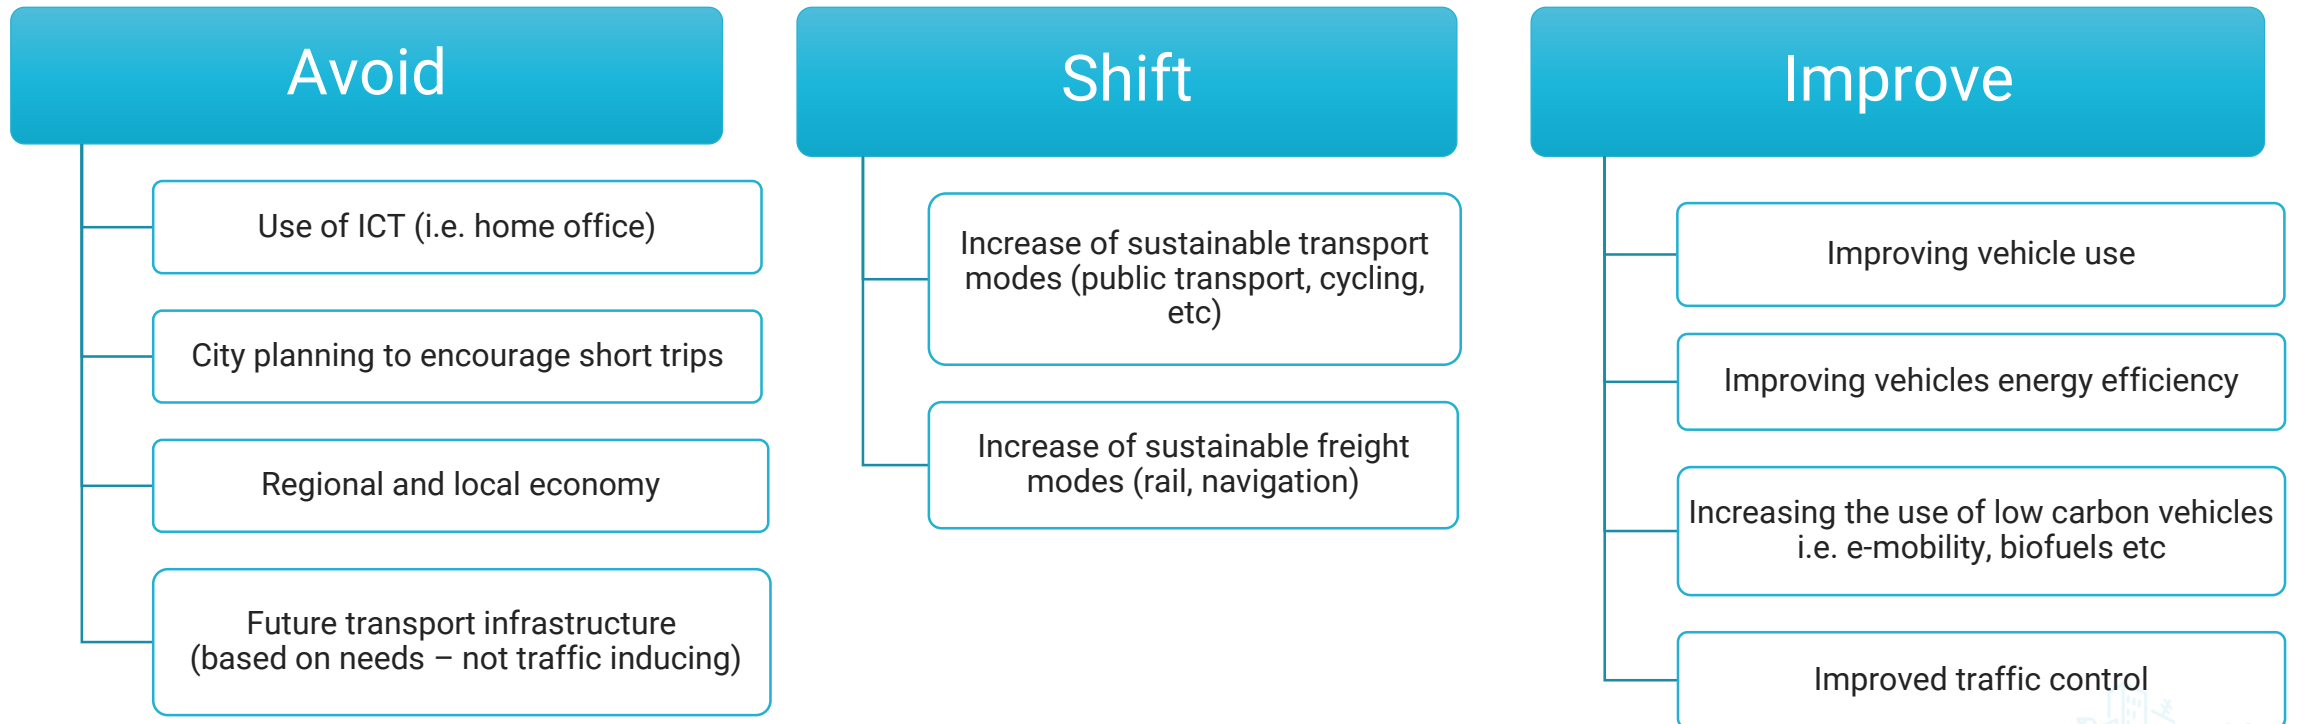 Avoid
Use of ICT (i.e. home office)
City planning to encourage short trips
Regional and local economy
Future transport infrastructure
(based on needs – not traffic inducing)
Shift
Increase of sustainable transport
modes (public transport, cycling,
etc)
Increase of sustainable freight
modes (rail, navigation)
Improve
Improving vehicle use
Improving vehicles energy efficiency
Increasing the use of low carbon vehicles
i.e. e-mobility, biofuels etc
Improved traffic control